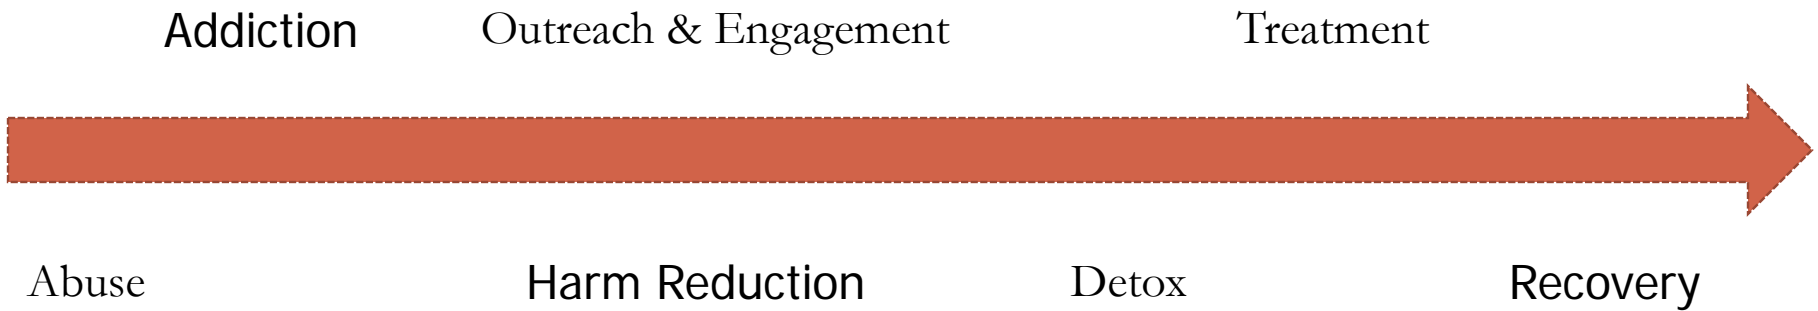 Addiction Outreach & Engagement Treatment
Abuse Harm Reduction Detox Recovery